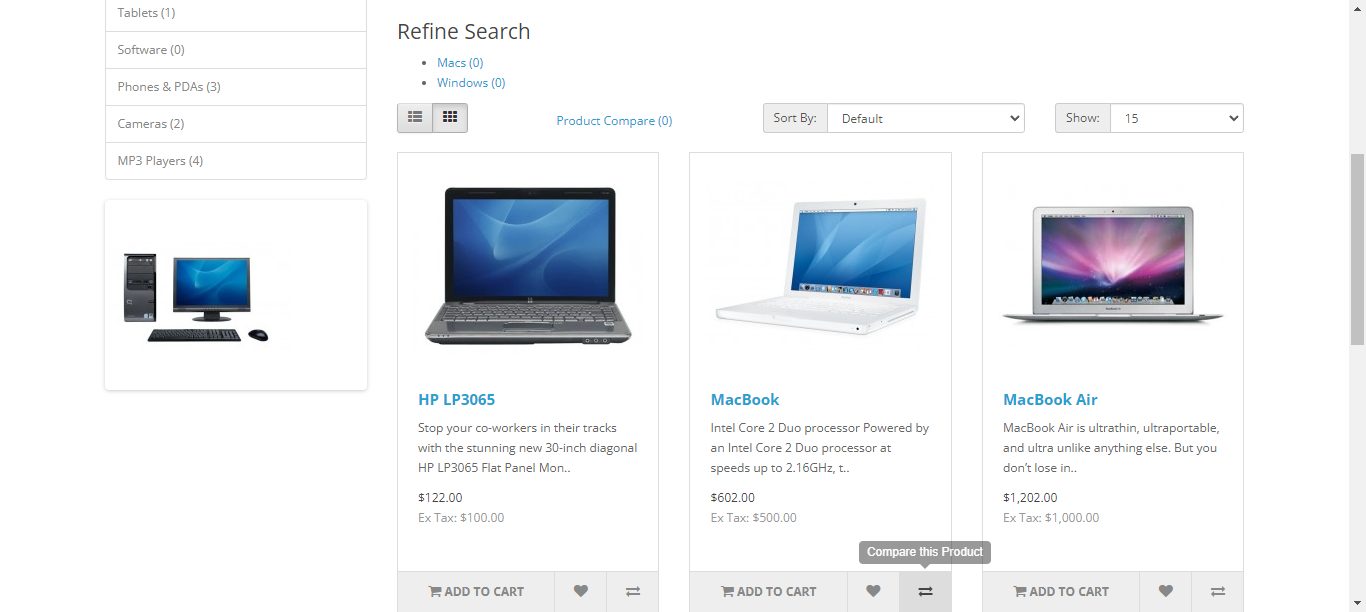 Tablets (1)
Software (0)
Phones & PDAs (3)
Cameras (2)
MP3 Players (4)
Refine Search
Macs (0)
Windows (0)
Product Compare (0)
Sort By:
Default
Show:
15
HP LP3065
Stop your co-workers in their tracks
with the stunning new 30-inch diagonal
HP LP3065 Flat Panel Mon..
$122.00
Ex Tax: $100.00
ADD TO CART
MacBook
Intel Core 2 Duo processor Powered by
an Intel Core 2 Duo processor at
speeds up to 2.16GHz, t..
$602.00
Ex Tax: $500.00
Compare this Product
ADD TO CART
MacBook Air
MacBook Air is ultrathin, ultraportable,
and ultra unlike anything else. But you
don’t lose in..
$1,202.00
Ex Tax: $1,000.00
ADD TO CART